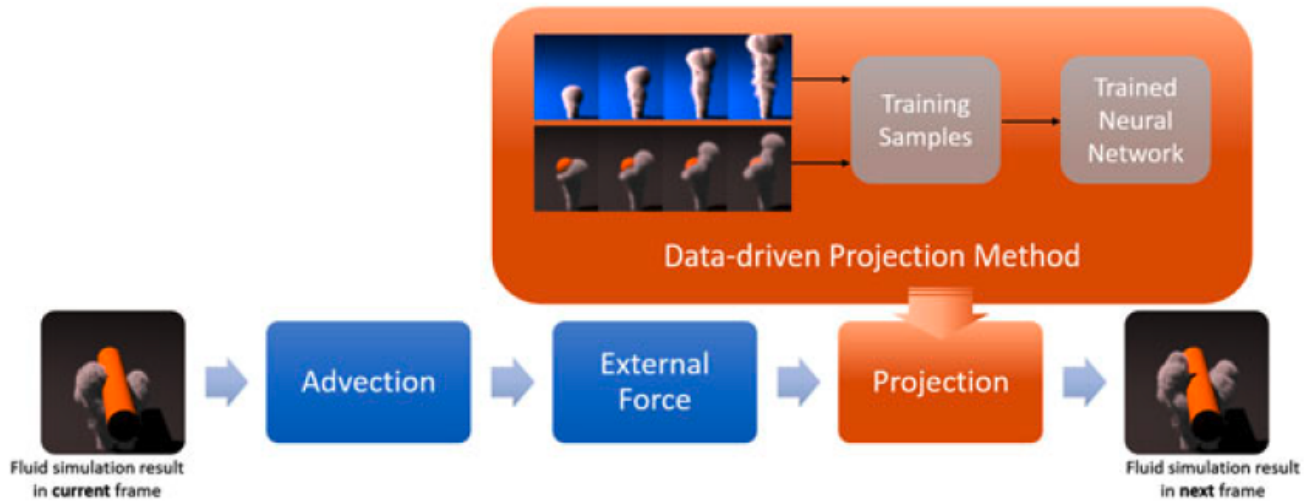 Training
Samples
Trained
Neural
Network
Data-driven Projection Method
Advection
External
Force
Projection
Fluid simulation result
in current frame
Fluid simulation result
in next frame